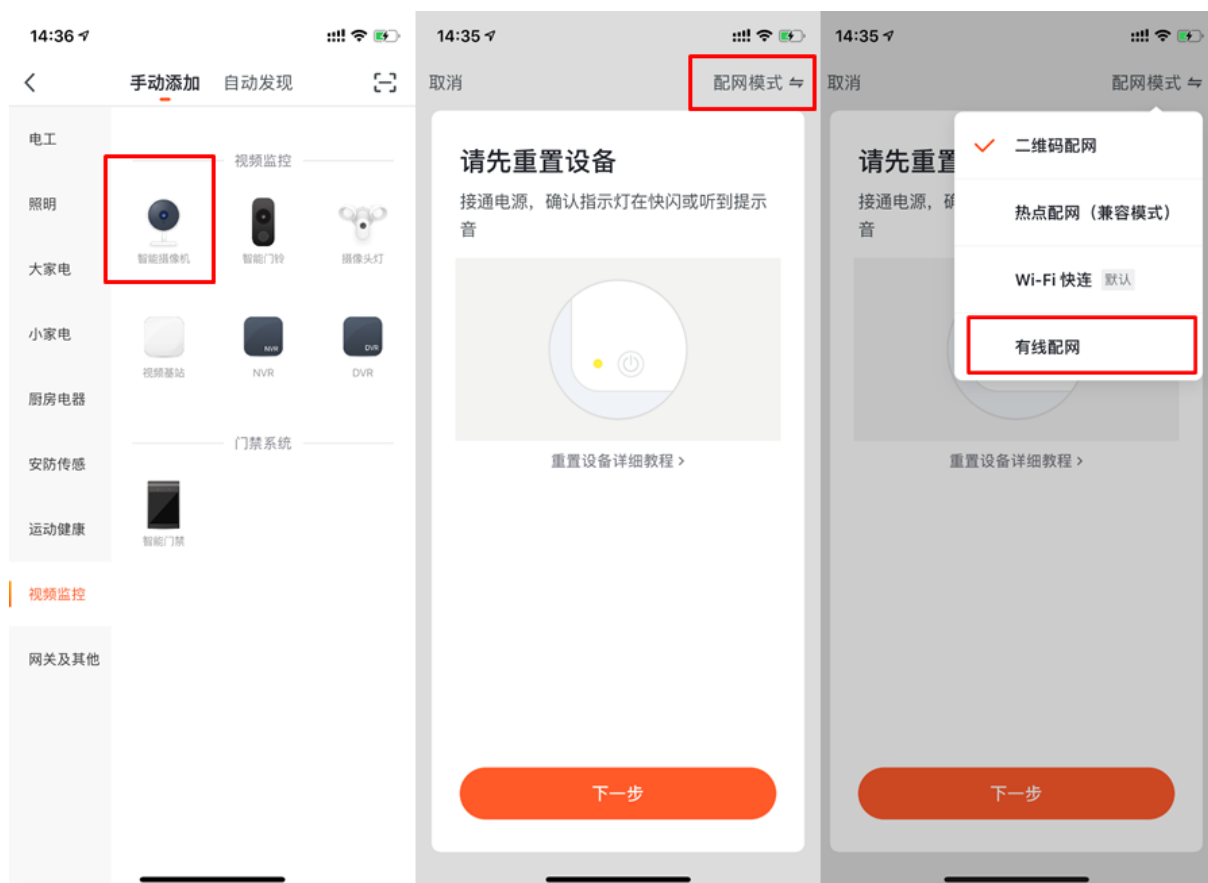 14:36
手动添加 自动发现
电工
照明
大家电
小家电
厨房电器
安防传感
运动健康
视频监控
网关及其他
视频监控
智能摄像机 智能门铃 摄像头灯
NVR DVR
视频基站 NVR DVR
门禁系统
智能门禁
14:35
取消 配网模式
请先重置设备
接通电源，确认指示灯在快闪或听到提示
音
重置设备详细教程 >
下一步
14:35
取消 配网模式
请先重置
接通电源，确
音
二维码配网
热点配网（兼容模式）
Wi-Fi 快连 默认
有线配网
重置设备详细教程 >
下一步